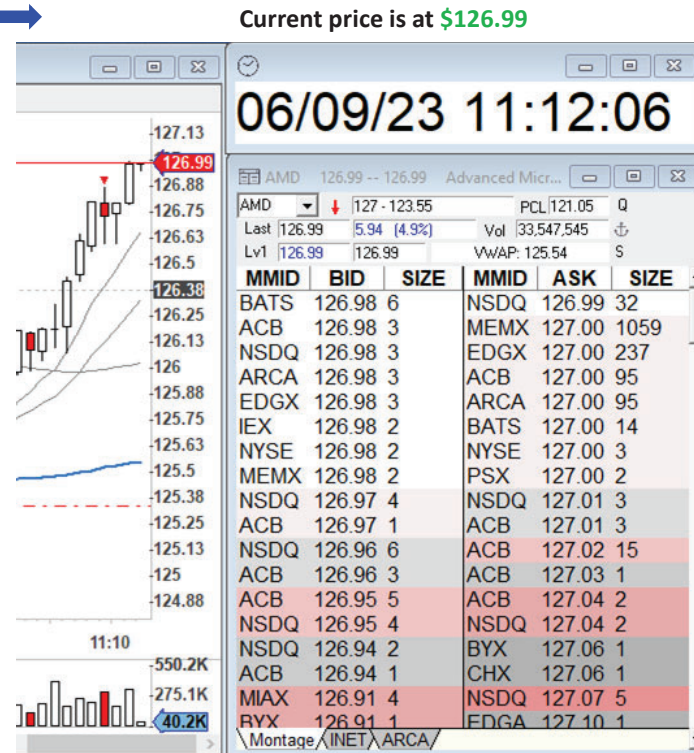 Current price is at $126.99
06/09/23 11:12:06
127.13
126.99
126.88
126.75
126.63
126.5
126.38
126.25
126.13
126
125.88
125.75
125.63
125.5
125.38
125.25
125.13
125
124.88
11:10
550.2K
275.1K
40.2K
AMD 126.99 -- 126.99 Advanced Micr...
AMD 127 - 123.55 PCL 121.05 Q
Last 126.99 5.94 (4.9%) Vol 33,547,545
Lv1 126.99 126.99 VWAP: 125.54 S
MMID BID SIZE MMID ASK SIZE
BATS 126.98 6 NSDQ 126.99 32
ACB 126.98 3 MEMX 127.00 1059
NSDQ 126.98 3 EDGX 127.00 237
ARCA 126.98 3 ACB 127.00 95
EDGX 126.98 3 ARCA 127.00 95
IEX 126.98 2 BATS 127.00 14
NYSE 126.98 2 NYSE 127.00 3
MEMX 126.98 2 PSX 127.00 2
NSDQ 126.97 4 NSDQ 127.01 3
ACB 126.97 1 ACB 127.01 3
NSDQ 126.96 6 ACB 127.02 15
ACB 126.96 3 ACB 127.03 1
ACB 126.95 5 ACB 127.04 2
NSDQ 126.95 4 NSDQ 127.04 2
NSDQ 126.94 2 BYX 127.06 1
ACB 126.94 1 CHX 127.06 1
MIAX 126.91 4 NSDQ 127.07 5
BYX 126.91 1 EDGA 127.10 1
Montage INET ARCA